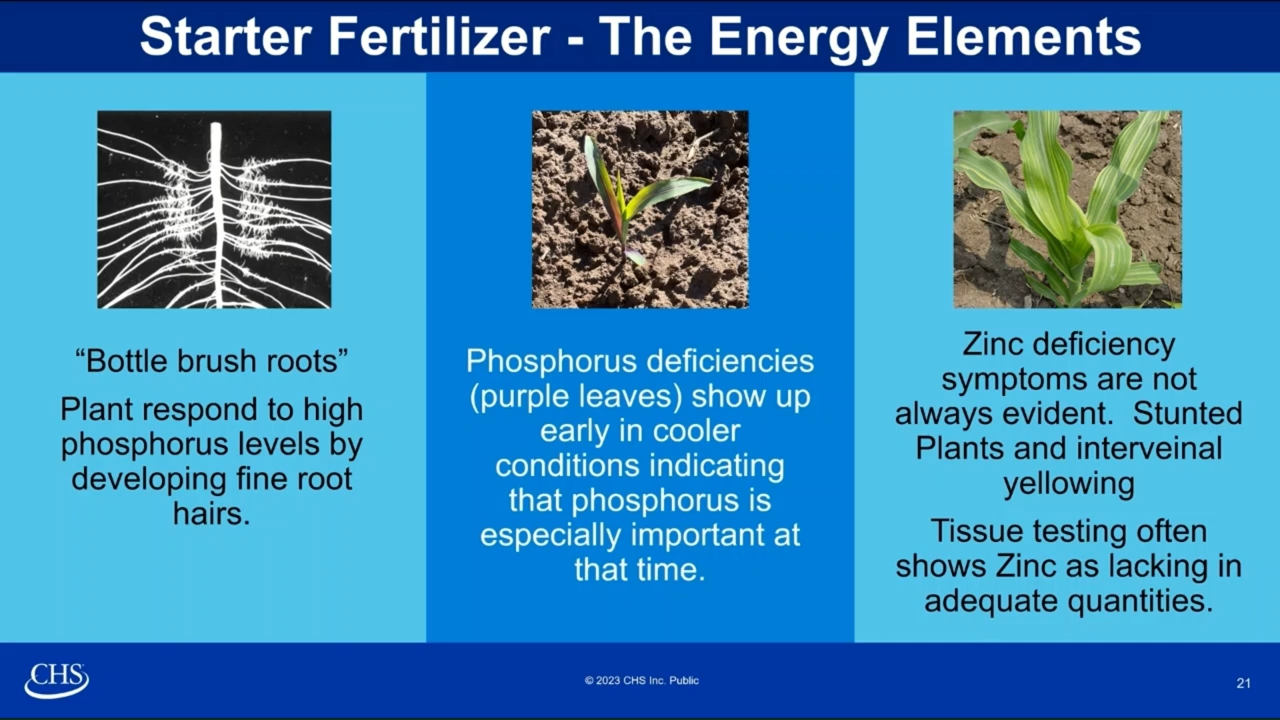 Starter Fertilizer - The Energy Elements
“Bottle brush roots”
Plant respond to high
phosphorus levels by
developing fine root
hairs.
Phosphorus deficiencies
(purple leaves) show up
early in cooler
conditions indicating
that phosphorus is
especially important at
that time.
Zinc deficiency
symptoms are not
always evident.  Stunted
Plants and interveinal
yellowing
Tissue testing often
shows Zinc as lacking in
adequate quantities.
CHS
© 2023 CHS Inc. Public
21